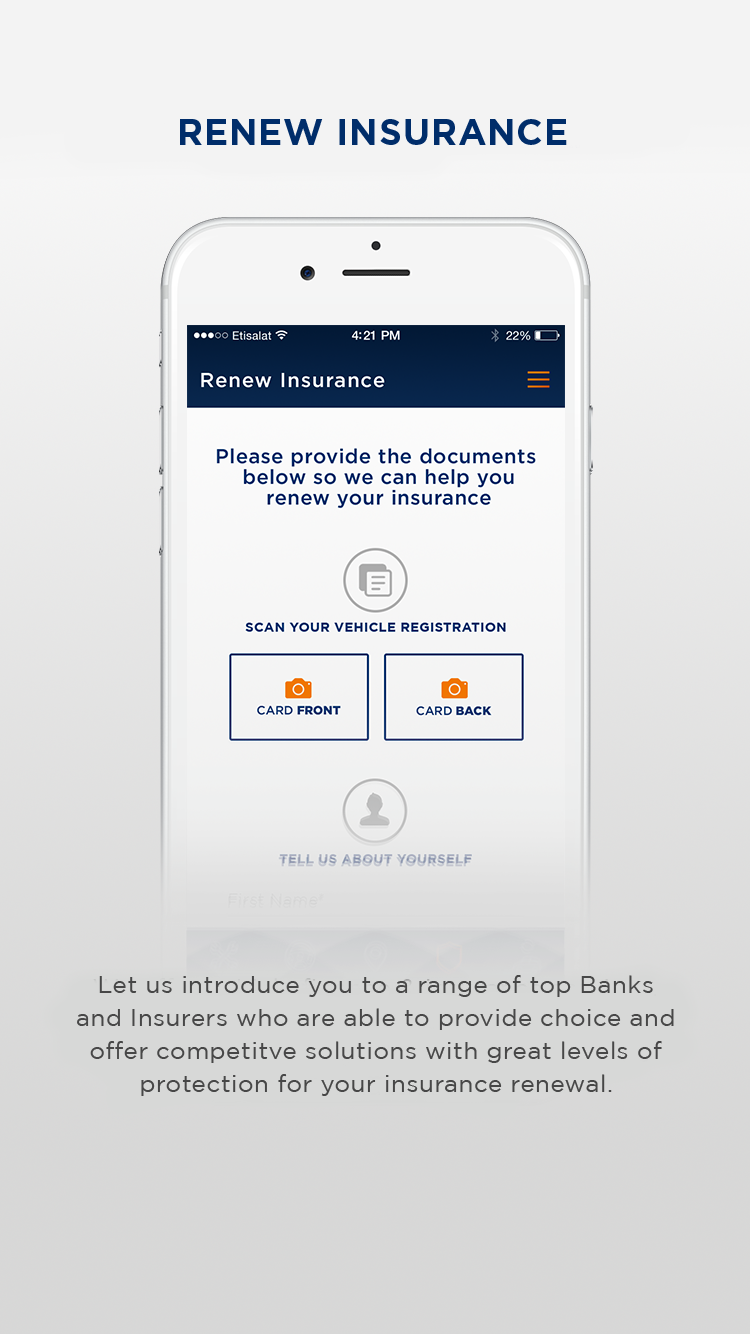 RENEW INSURANCE
Etisalat 4:21 PM 22%
Renew Insurance
Please provide the documents
below so we can help you
renew your insurance
SCAN YOUR VEHICLE REGISTRATION
CARD FRONT
CARD BACK
TELL US ABOUT YOURSELF
First Name*
Let us introduce you to a range of top Banks
and Insurers who are able to provide choice and
offer competitve solutions with great levels of
protection for your insurance renewal.